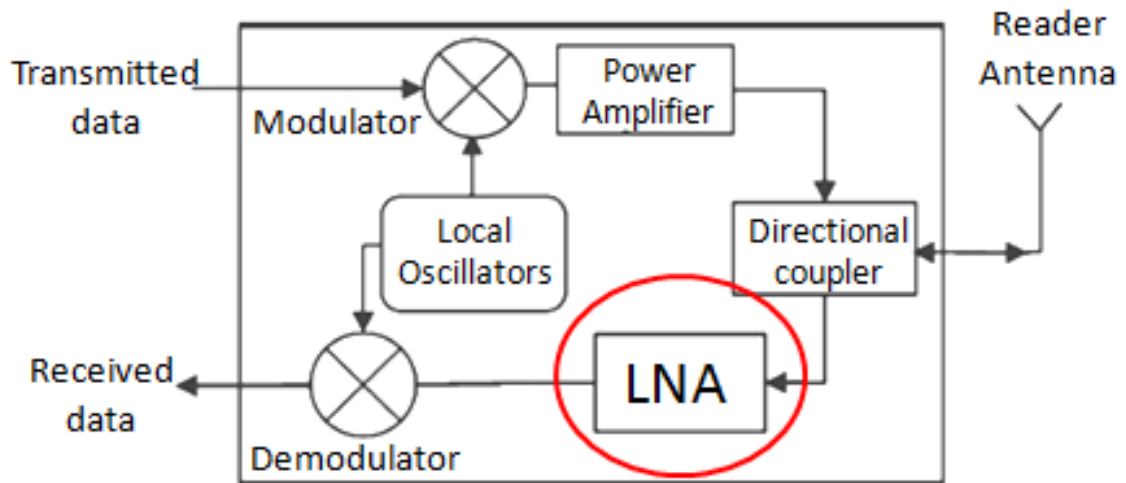 Transmitted
data
Modulator
Power
Amplifier
Reader
Antenna
Local
Oscillators
Directional
coupler
LNA
Received
data
Demodulator